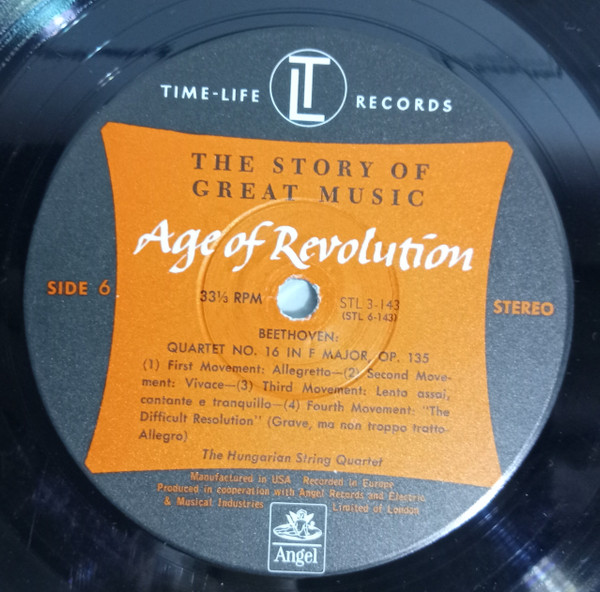 TIME-LIFE TL RECORDS
THE STORY OF
GREAT MUSIC
Age of Revolution
SIDE 6
33⅓ RPM
STL 3-143
(STL 6-143)
STEREO
BEETHOVEN:
QUARTET NO. 16 IN F MAJOR, OP. 135
(1) First Movement: Allegretto—(2) Second Move-
ment: Vivace—(3) Third Movement: Lento assai,
cantante e tranquillo—(4) Fourth Movement: "The
Difficult Resolution" (Grave, ma non troppo tratto-
Allegro)
The Hungarian String Quartet
Manufactured in USA Recorded in Europe
Produced in cooperation with Angel Records and Electric
& Musical Industries Limited of London
Angel